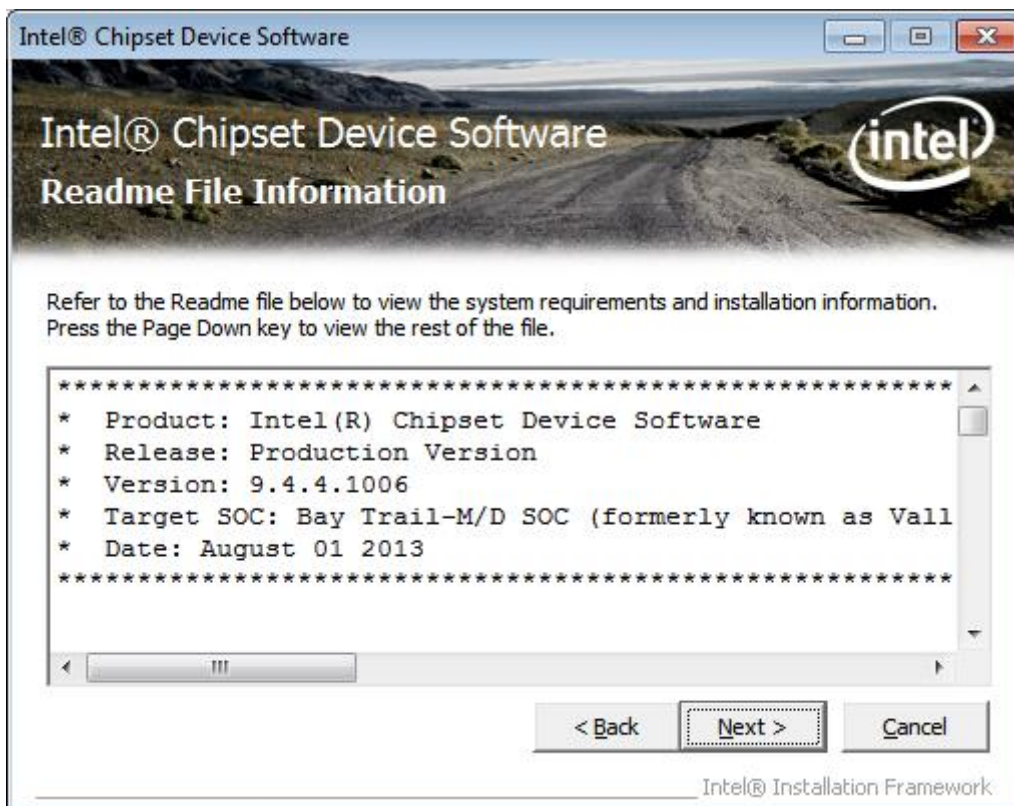 Intel® Chipset Device Software
Intel® Chipset Device Software
intel
Readme File Information
Refer to the Readme file below to view the system requirements and installation information.
Press the Page Down key to view the rest of the file.
********************************************************
* Product: Intel(R) Chipset Device Software
* Release: Production Version
* Version: 9.4.4.1006
* Target SOC: Bay Trail-M/D SOC (formerly known as Vall
* Date: August 01 2013
********************************************************
< Back Next > Cancel
Intel® Installation Framework